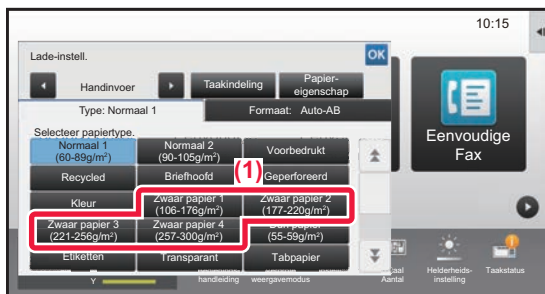 10:15
Lade-instell.
OK
Handinvoer
Taakindeling
Papier-
eigenschap
Type: Normaal 1
Formaat: Auto-AB
Selecteer papiertype.
Normaal 1
(60-89g/m²)
Normaal 2
(90-105g/m²)
Voorbedrukt
Recycled
Briefhoofd
(1)
Geperforeerd
Kleur
Zwaar papier 1
(106-176g/m²)
Zwaar papier 2
(177-220g/m²)
Zwaar papier 3
(221-256g/m²)
Zwaar papier 4
(257-300g/m²)
(55-59g/m²)
Etiketten
Transparant
Tabpapier
Eenvoudige
Fax
Y
handleiding
weergavemodus
Aantal
Helderheids-
instelling
Taakstatus